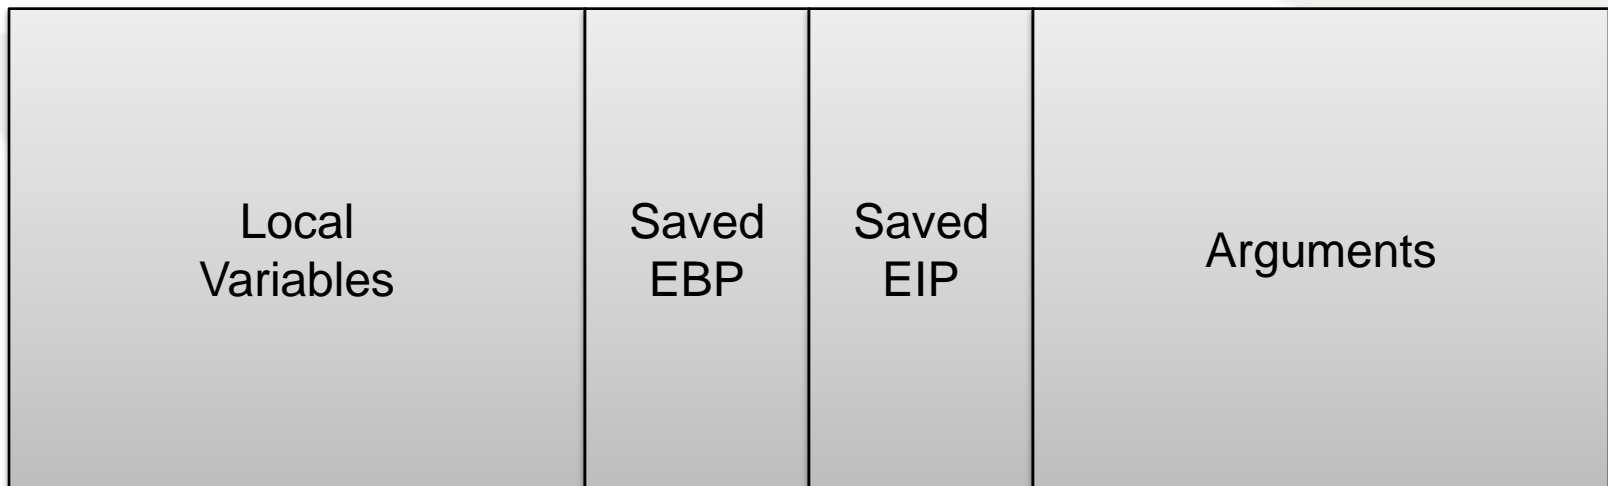 Local
Variables
Saved
EBP
Saved
EIP
Arguments